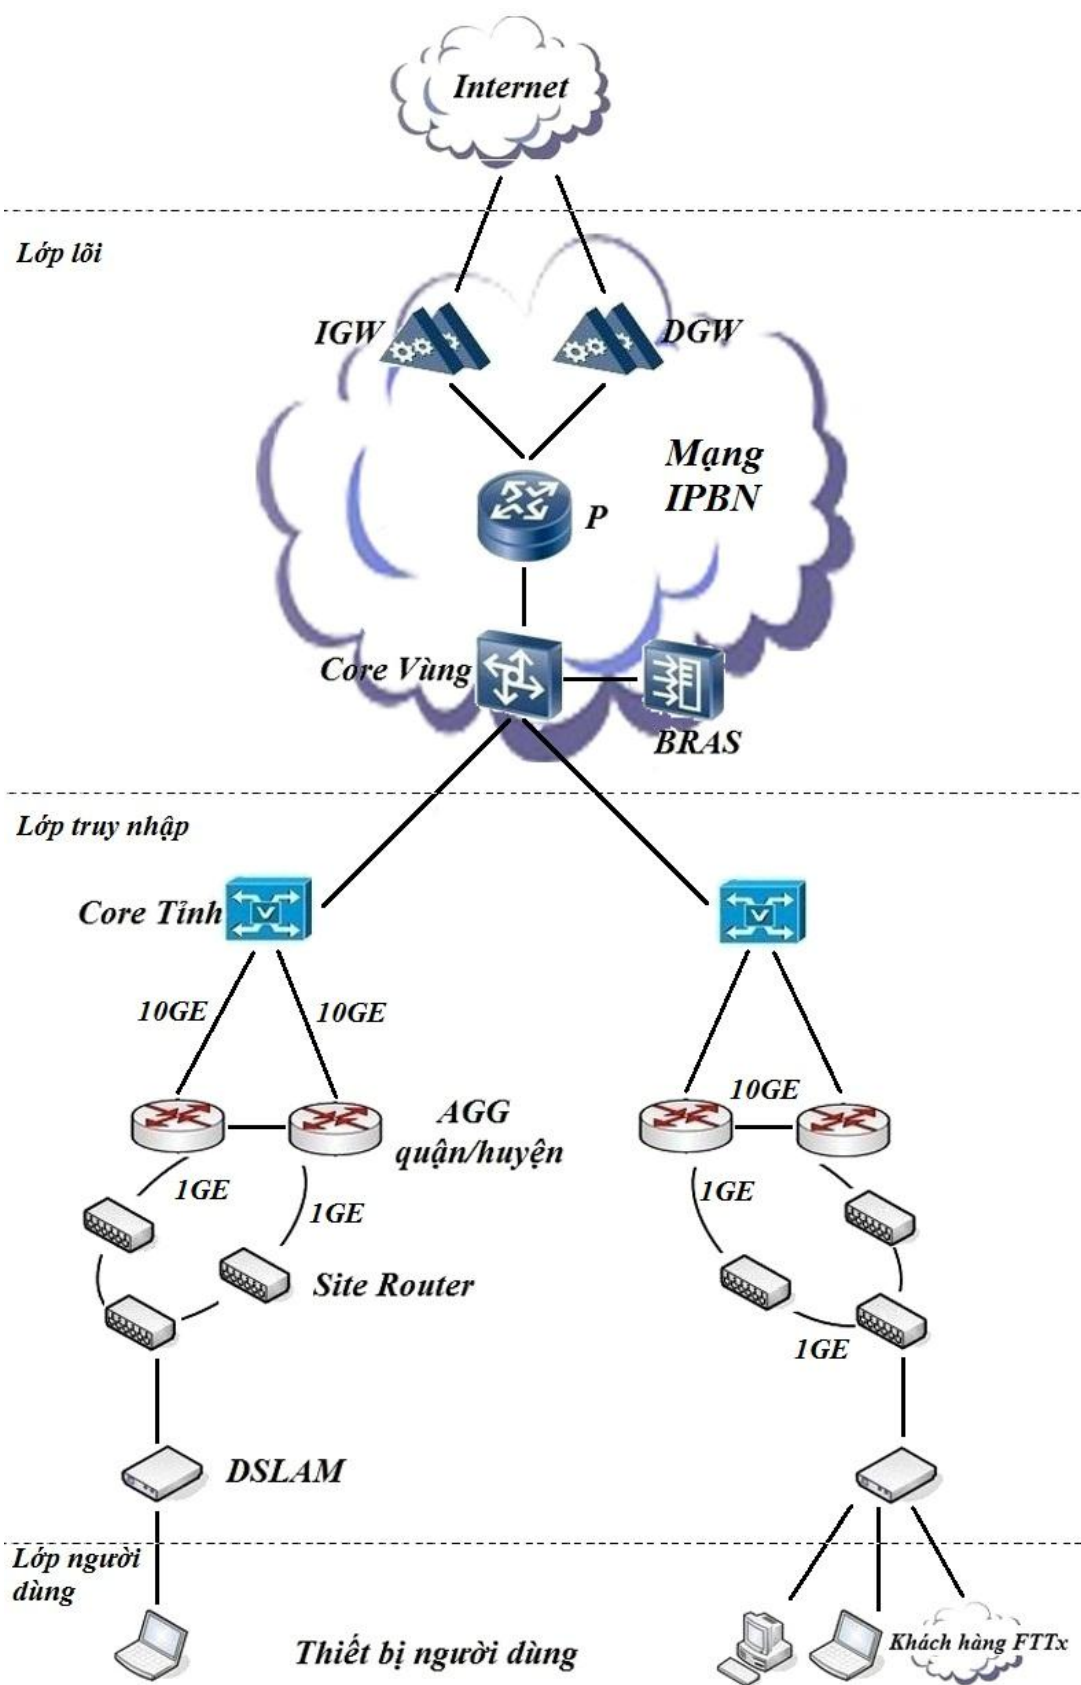 Internet
Lớp lõi
IGW
DGW
Mạng
IPBN
P
Core Vùng
BRAS
Lớp truy nhập
Core Tỉnh
10GE
10GE
10GE
AGG
quận/huyện
1GE
1GE
1GE
Site Router
1GE
DSLAM
Lớp người
dùng
Thiết bị người dùng
Khách hàng FTTx